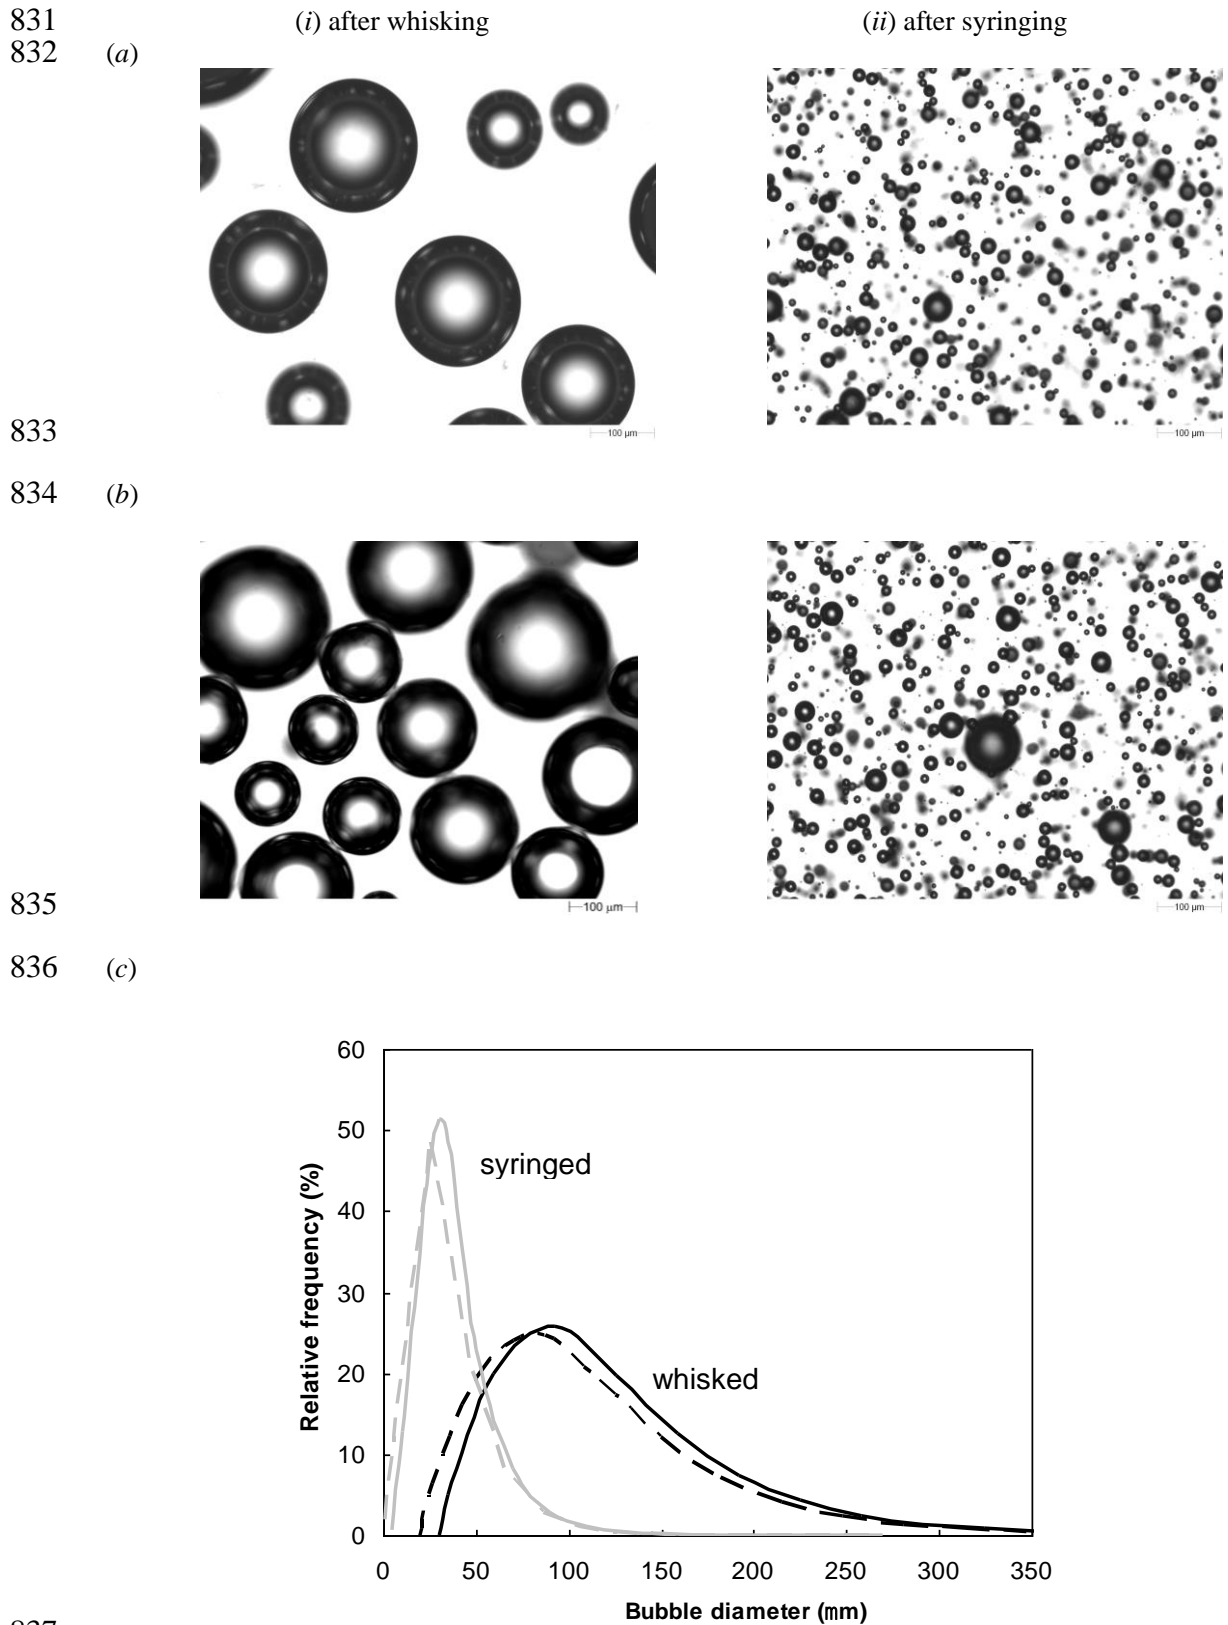 831 (i) after whisking (ii) after syringing
832 (a)
833 100 µm 100 µm
834 (b)
835 100 µm 100 µm
836 (c)
60
50
syringed
40
Relative frequency (%)
30
20
whisked
10
0
0 50 100 150 200 250 300 350
Bubble diameter (mm)